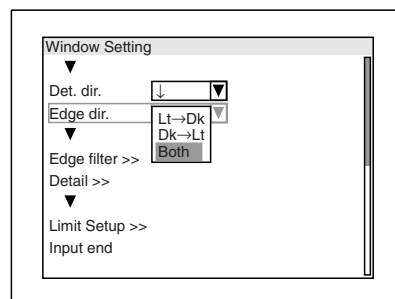 Window Setting
▼
Det. dir. ↓ ▼
Edge dir. ▼
Lt→Dk
Dk→Lt
Both
▼
Edge filter >>
Detail >>
▼
Limit Setup >>
Input end